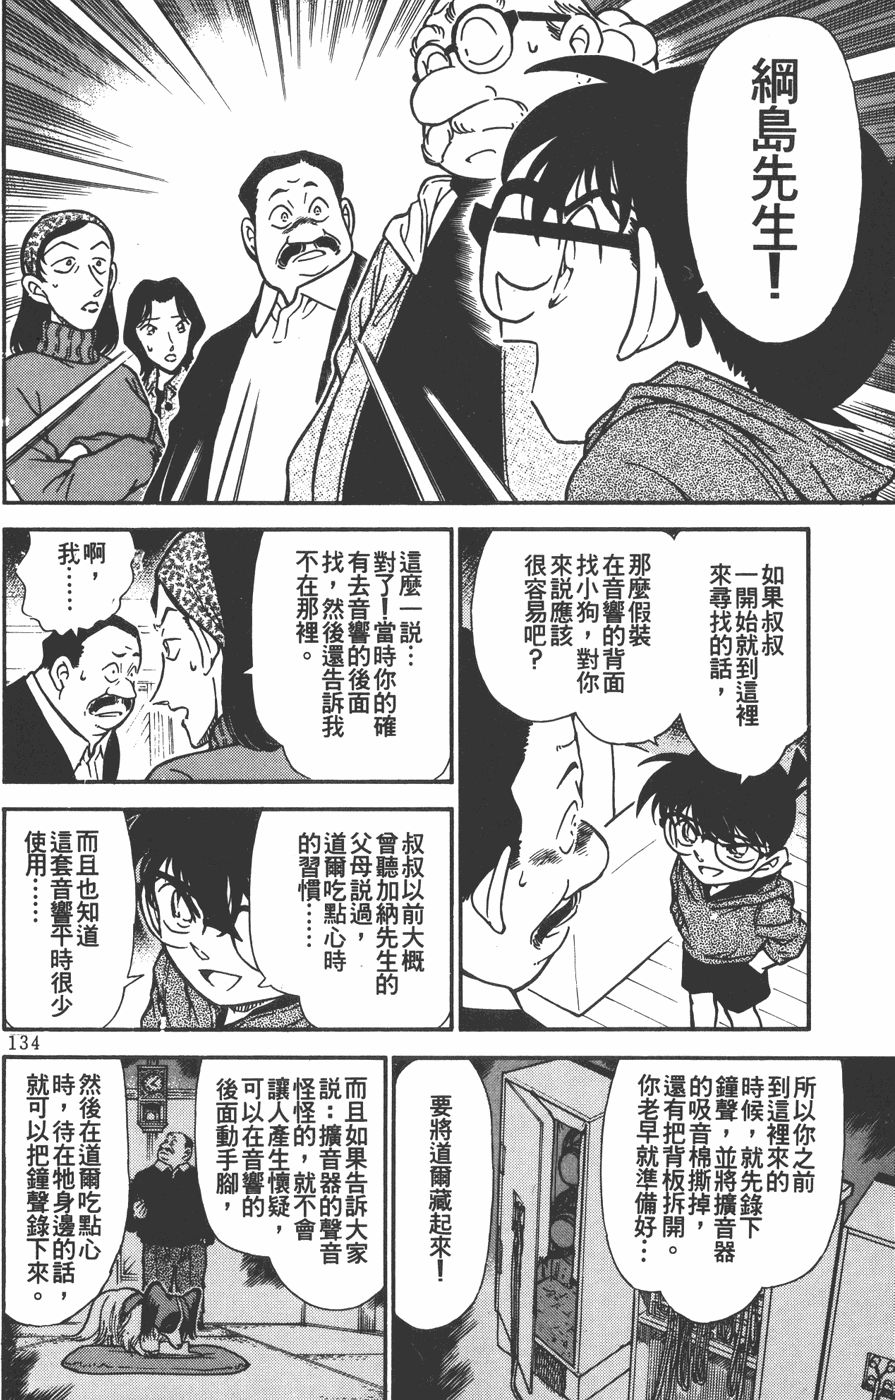 綱島先生！
如果叔叔
一開始就到這裡
來尋找的話，
那麼假裝
在音響的背面
找小狗，對你
來說應該
很容易吧？
這麼一說…
對了！當時你的確
有去音響的後面
找，然後還告訴我
不在那裡。
啊，
我……
叔叔以前大概
曾聽加納先生的
父母說過，
道爾吃點心時
的習慣……
而且也知道
這套音響平時很少
使用……
134
所以你之前
到這裡來的
時候，就先錄下
鐘聲，並將擴音器
的吸音棉撕掉，
還有把背板拆開。
你老早就準備好…
要將道爾藏起來！
而且如果告訴大家
說：擴音器的聲音
怪怪的，就不會
讓人產生懷疑，
可以在音響的
後面動手腳，
然後在道爾吃點心
時，待在牠身邊的話，
就可以把鐘聲錄下來。